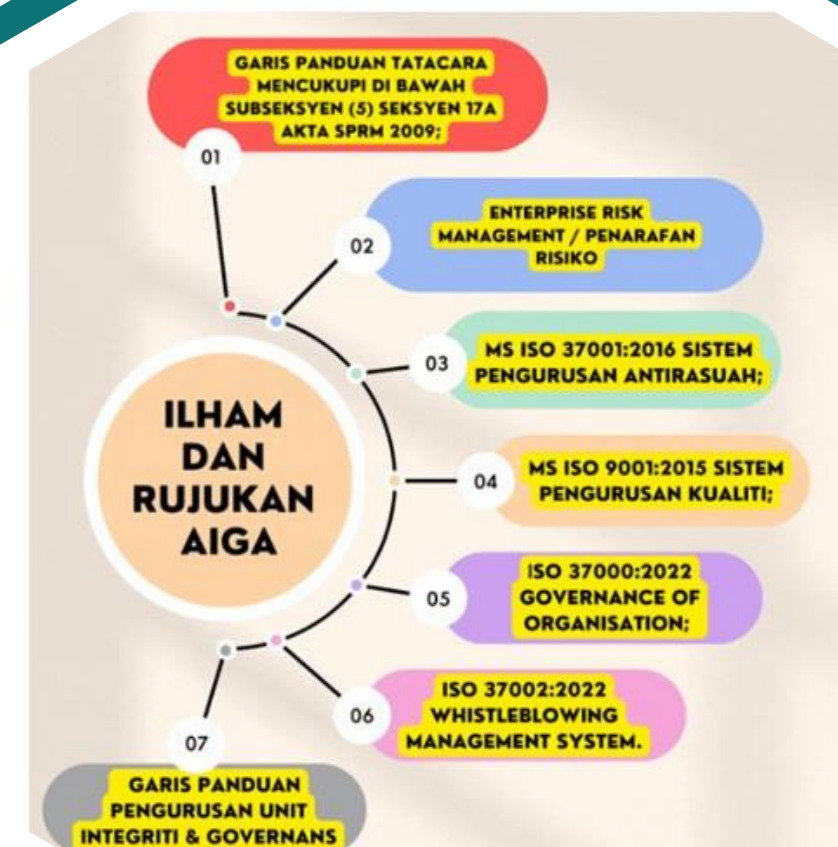 GARIS PANDUAN TATACARA
MENCUKUPI DI BAWAH
SUBSEKSYEN (5) SEKSYEN 17A
AKTA SPRM 2009;
01
ENTERPRISE RISK
MANAGEMENT / PENARAFAN
RISIKO
02
MS ISO 37001:2016 SISTEM
PENGURUSAN ANTIRASUAH;
03
ILHAM
DAN
RUJUKAN
AIGA
MS ISO 9001:2015 SISTEM
PENGURUSAN KUALITI;
04
ISO 37000:2022
GOVERNANCE OF
ORGANISATION;
05
ISO 37002:2022
WHISTLEBLOWING
MANAGEMENT SYSTEM.
06
07
GARIS PANDUAN
PENGURUSAN UNIT
INTEGRITI & GOVERNANS